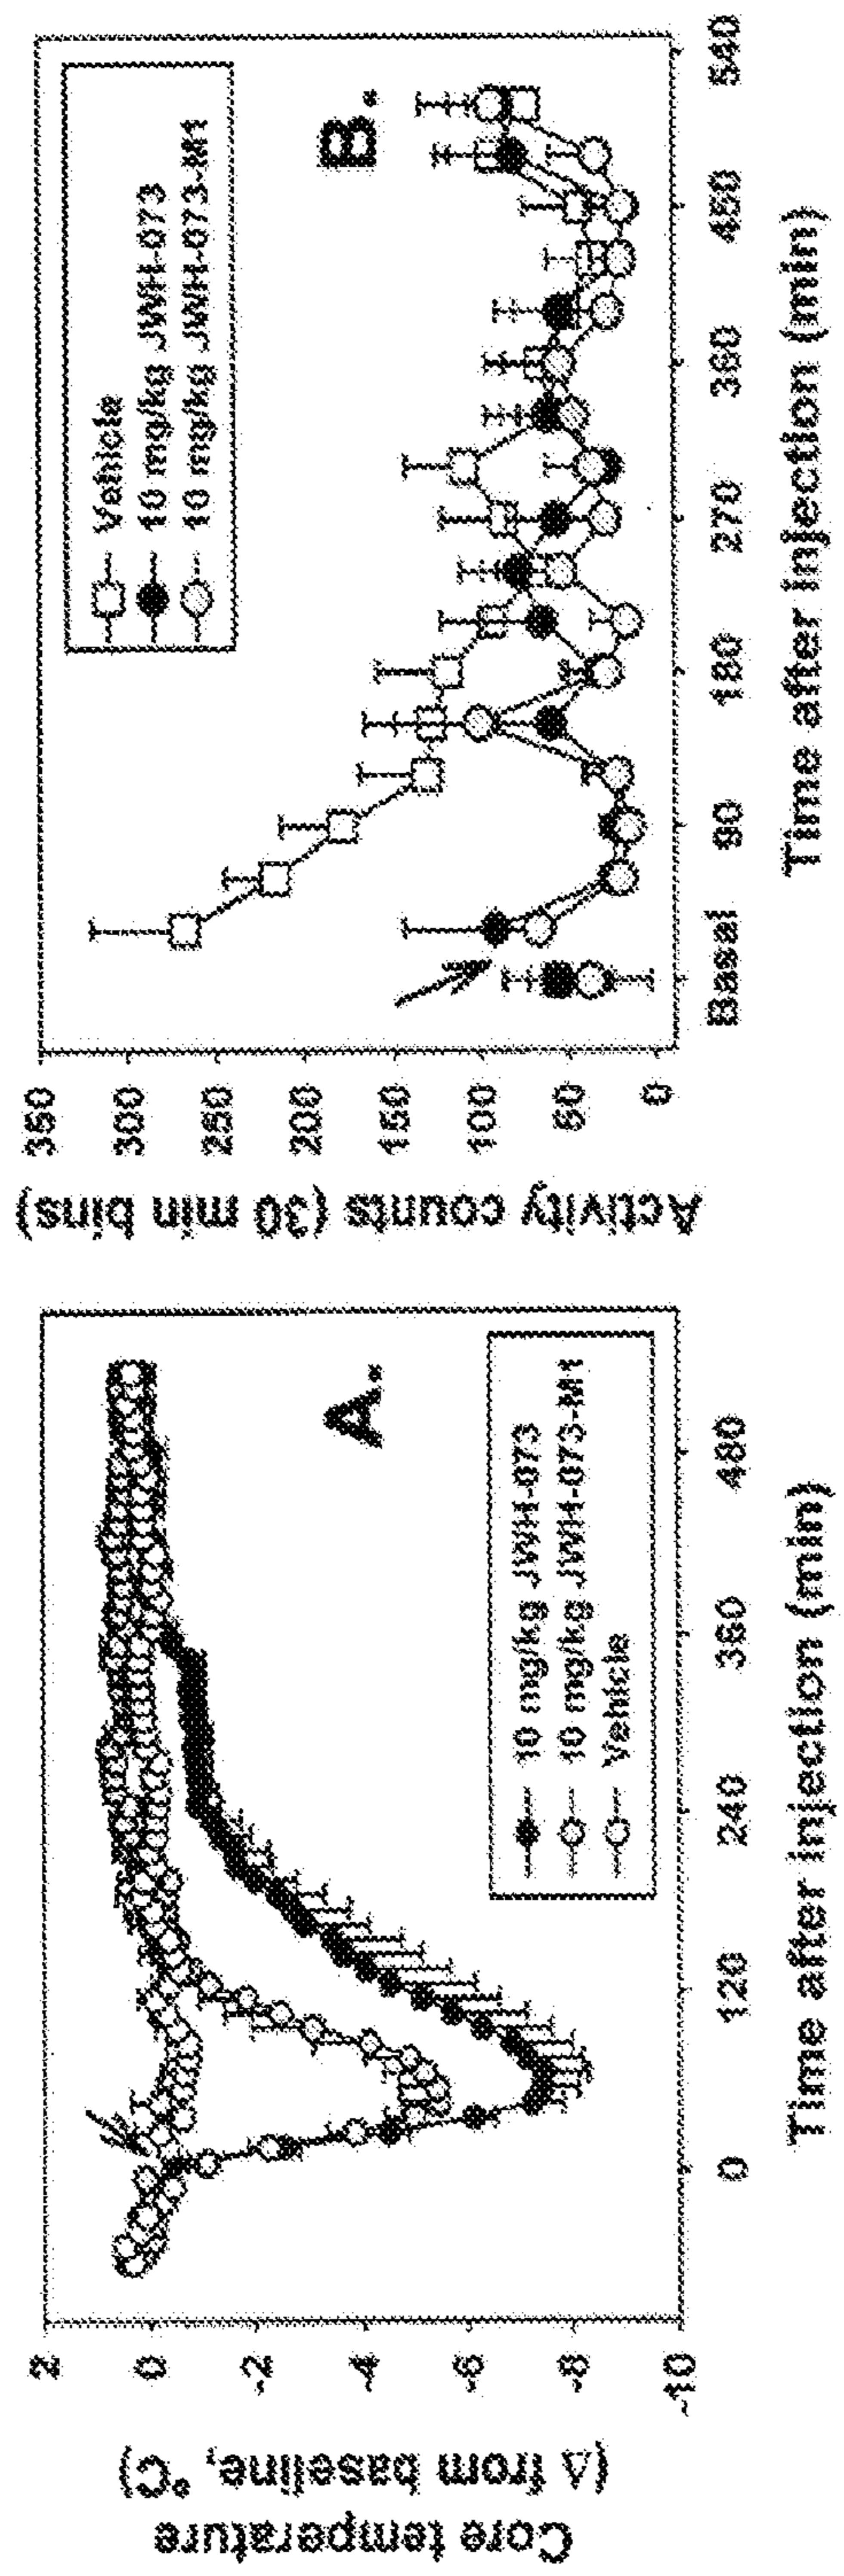 Core temperature
(Δ from baseline, °C)
2
0
-2
-4
-6
-8
-10
A.
10 mg/kg JWH-073
10 mg/kg JWH-073-M1
Vehicle
0
120
240
360
480
Time after injection (min)
Activity counts (30 min bins)
350
300
250
200
150
100
50
0
Vehicle
10 mg/kg JWH-073
10 mg/kg JWH-073-M1
B.
Basal
90
180
270
360
450
540
Time after injection (min)